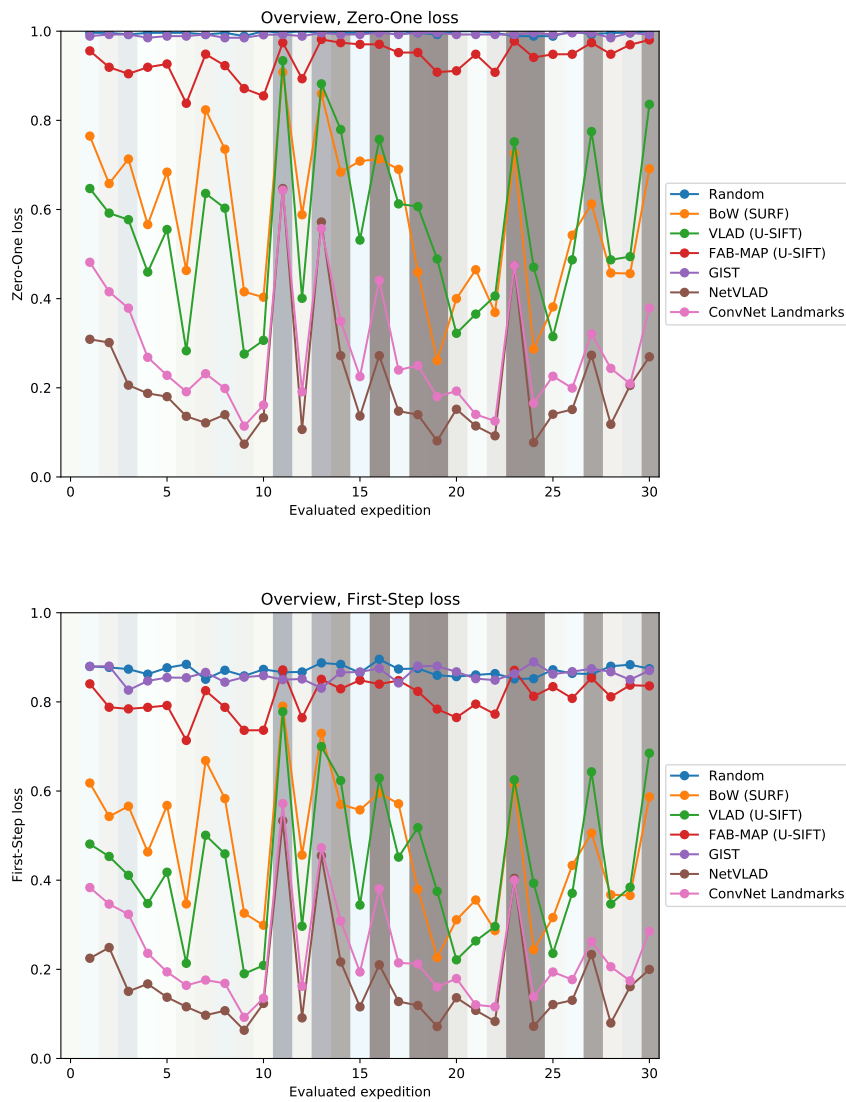 Overview, Zero-One loss
1.0
0.8
0.6
0.4
0.2
0.0
Zero-One loss
0 5 10 15 20 25 30
Evaluated expedition
Random
BoW (SURF)
VLAD (U-SIFT)
FAB-MAP (U-SIFT)
GIST
NetVLAD
ConvNet Landmarks
Overview, First-Step loss
1.0
0.8
0.6
0.4
0.2
0.0
First-Step loss
0 5 10 15 20 25 30
Evaluated expedition
Random
BoW (SURF)
VLAD (U-SIFT)
FAB-MAP (U-SIFT)
GIST
NetVLAD
ConvNet Landmarks